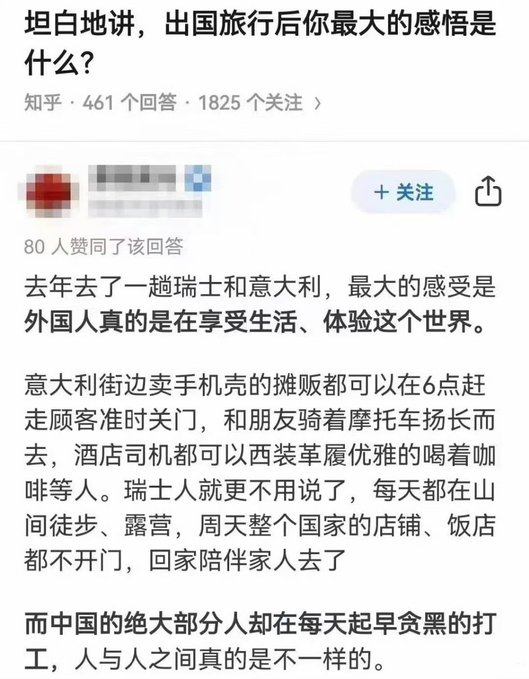 坦白地讲，出国旅行后你最大的感悟是
什么？
知乎 · 461 个回答 · 1825 个关注 >
+ 关注
80 人赞同了该回答
去年去了一趟瑞士和意大利，最大的感受是
外国人真的是在享受生活、体验这个世界。
意大利街边卖手机壳的摊贩都可以在6点赶
走顾客准时关门，和朋友骑着摩托车扬长而
去，酒店司机都可以西装革履优雅的喝着咖
啡等人。瑞士人就更不用说了，每天都在山
间徒步、露营，周天整个国家的店铺、饭店
都不开门，回家陪伴家人去了
而中国的绝大部分人却在每天起早贪黑的打
工，人与人之间真的是不一样的。